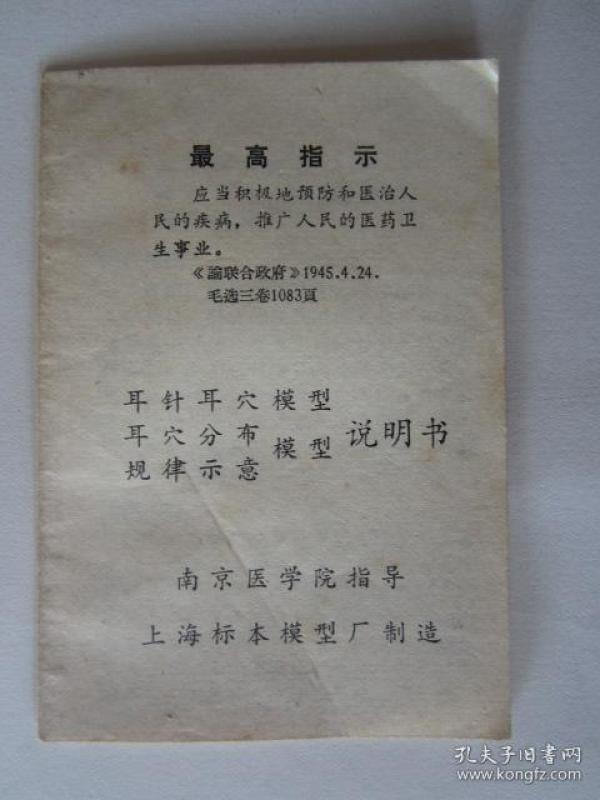 最高指示
应当积极地预防和医治人
民的疾病，推广人民的医药卫
生事业。
《論联合政府》1945.4.24.
毛选三卷1083頁
耳针耳穴模型
耳穴分布
规律示意
模型
说明书
南京医学院指导
上海标本模型厂制造
孔夫子旧書网
www.kongfz.com